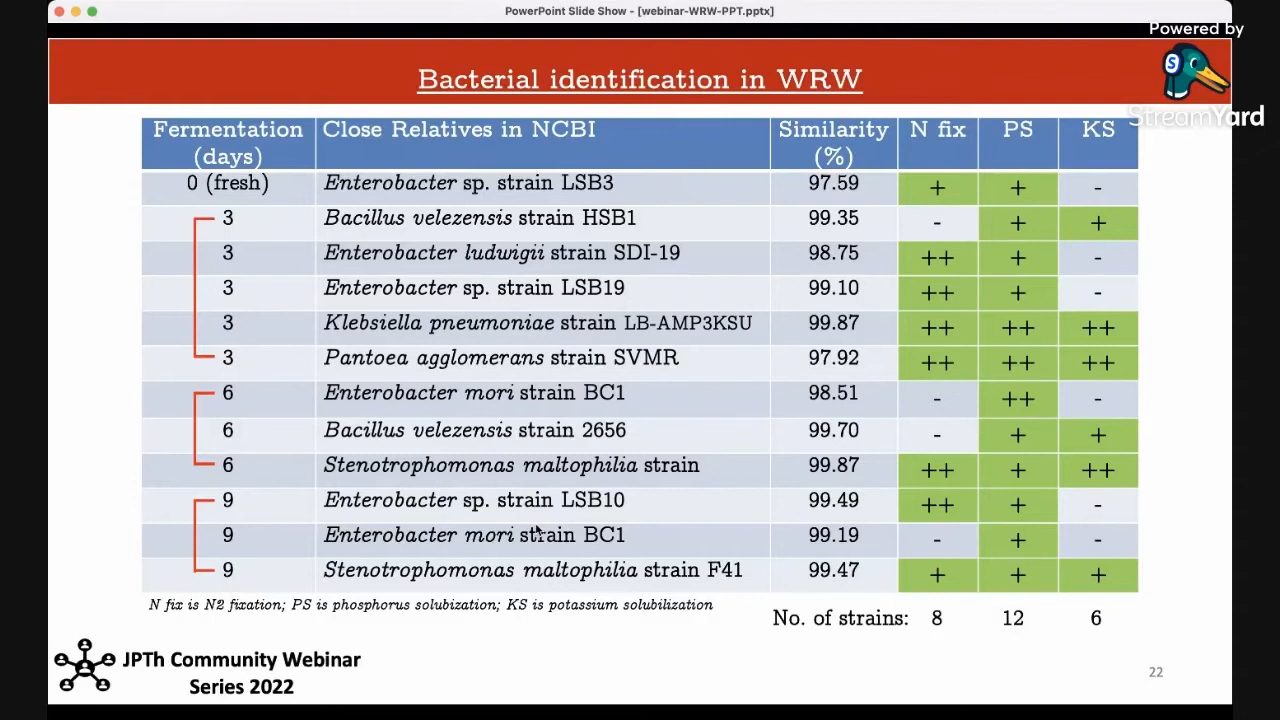 PowerPoint Slide Show - [webinar-WRW-PPT.pptx]
Powered by
StreamYard
Bacterial identification in WRW
Fermentation (days) Close Relatives in NCBI Similarity (%) N fix PS KS
0 (fresh) Enterobacter sp. strain LSB3 97.59 + + -
3 Bacillus velezensis strain HSB1 99.35 - + +
3 Enterobacter ludwigii strain SDI-19 98.75 ++ + -
3 Enterobacter sp. strain LSB19 99.10 ++ + -
3 Klebsiella pneumoniae strain LB-AMP3KSU 99.87 ++ ++ ++
3 Pantoea agglomerans strain SVMR 97.92 ++ ++ ++
6 Enterobacter mori strain BC1 98.51 - ++ -
6 Bacillus velezensis strain 2656 99.70 - + +
6 Stenotrophomonas maltophilia strain 99.87 ++ + ++
9 Enterobacter sp. strain LSB10 99.49 ++ + -
9 Enterobacter mori strain BC1 99.19 - + -
9 Stenotrophomonas maltophilia strain F41 99.47 + + +
N fix is N2 fixation; PS is phosphorus solubization; KS is potassium solubilization
No. of strains: 8 12 6
JPTh Community Webinar
Series 2022
22